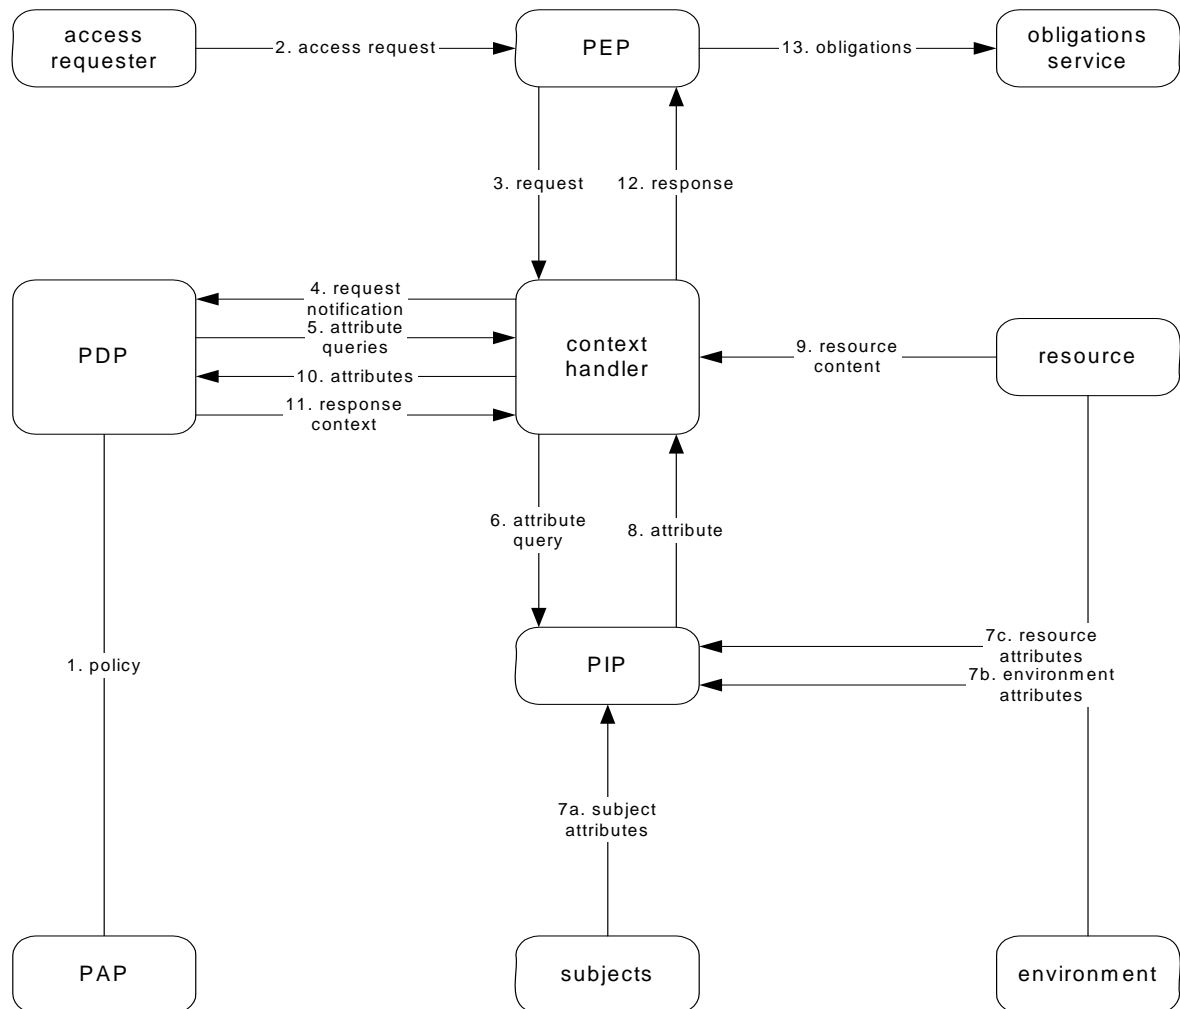 access
requester
2. access request
PEP
13. obligations
obligations
service
3. request
12. response
4. request
notification
5. attribute
queries
PDP
10. attributes
11. response
context
context
handler
9. resource
content
resource
6. attribute
query
8. attribute
1. policy
PIP
7c. resource
attributes
7b. environment
attributes
7a. subject
attributes
PAP
subjects
environment